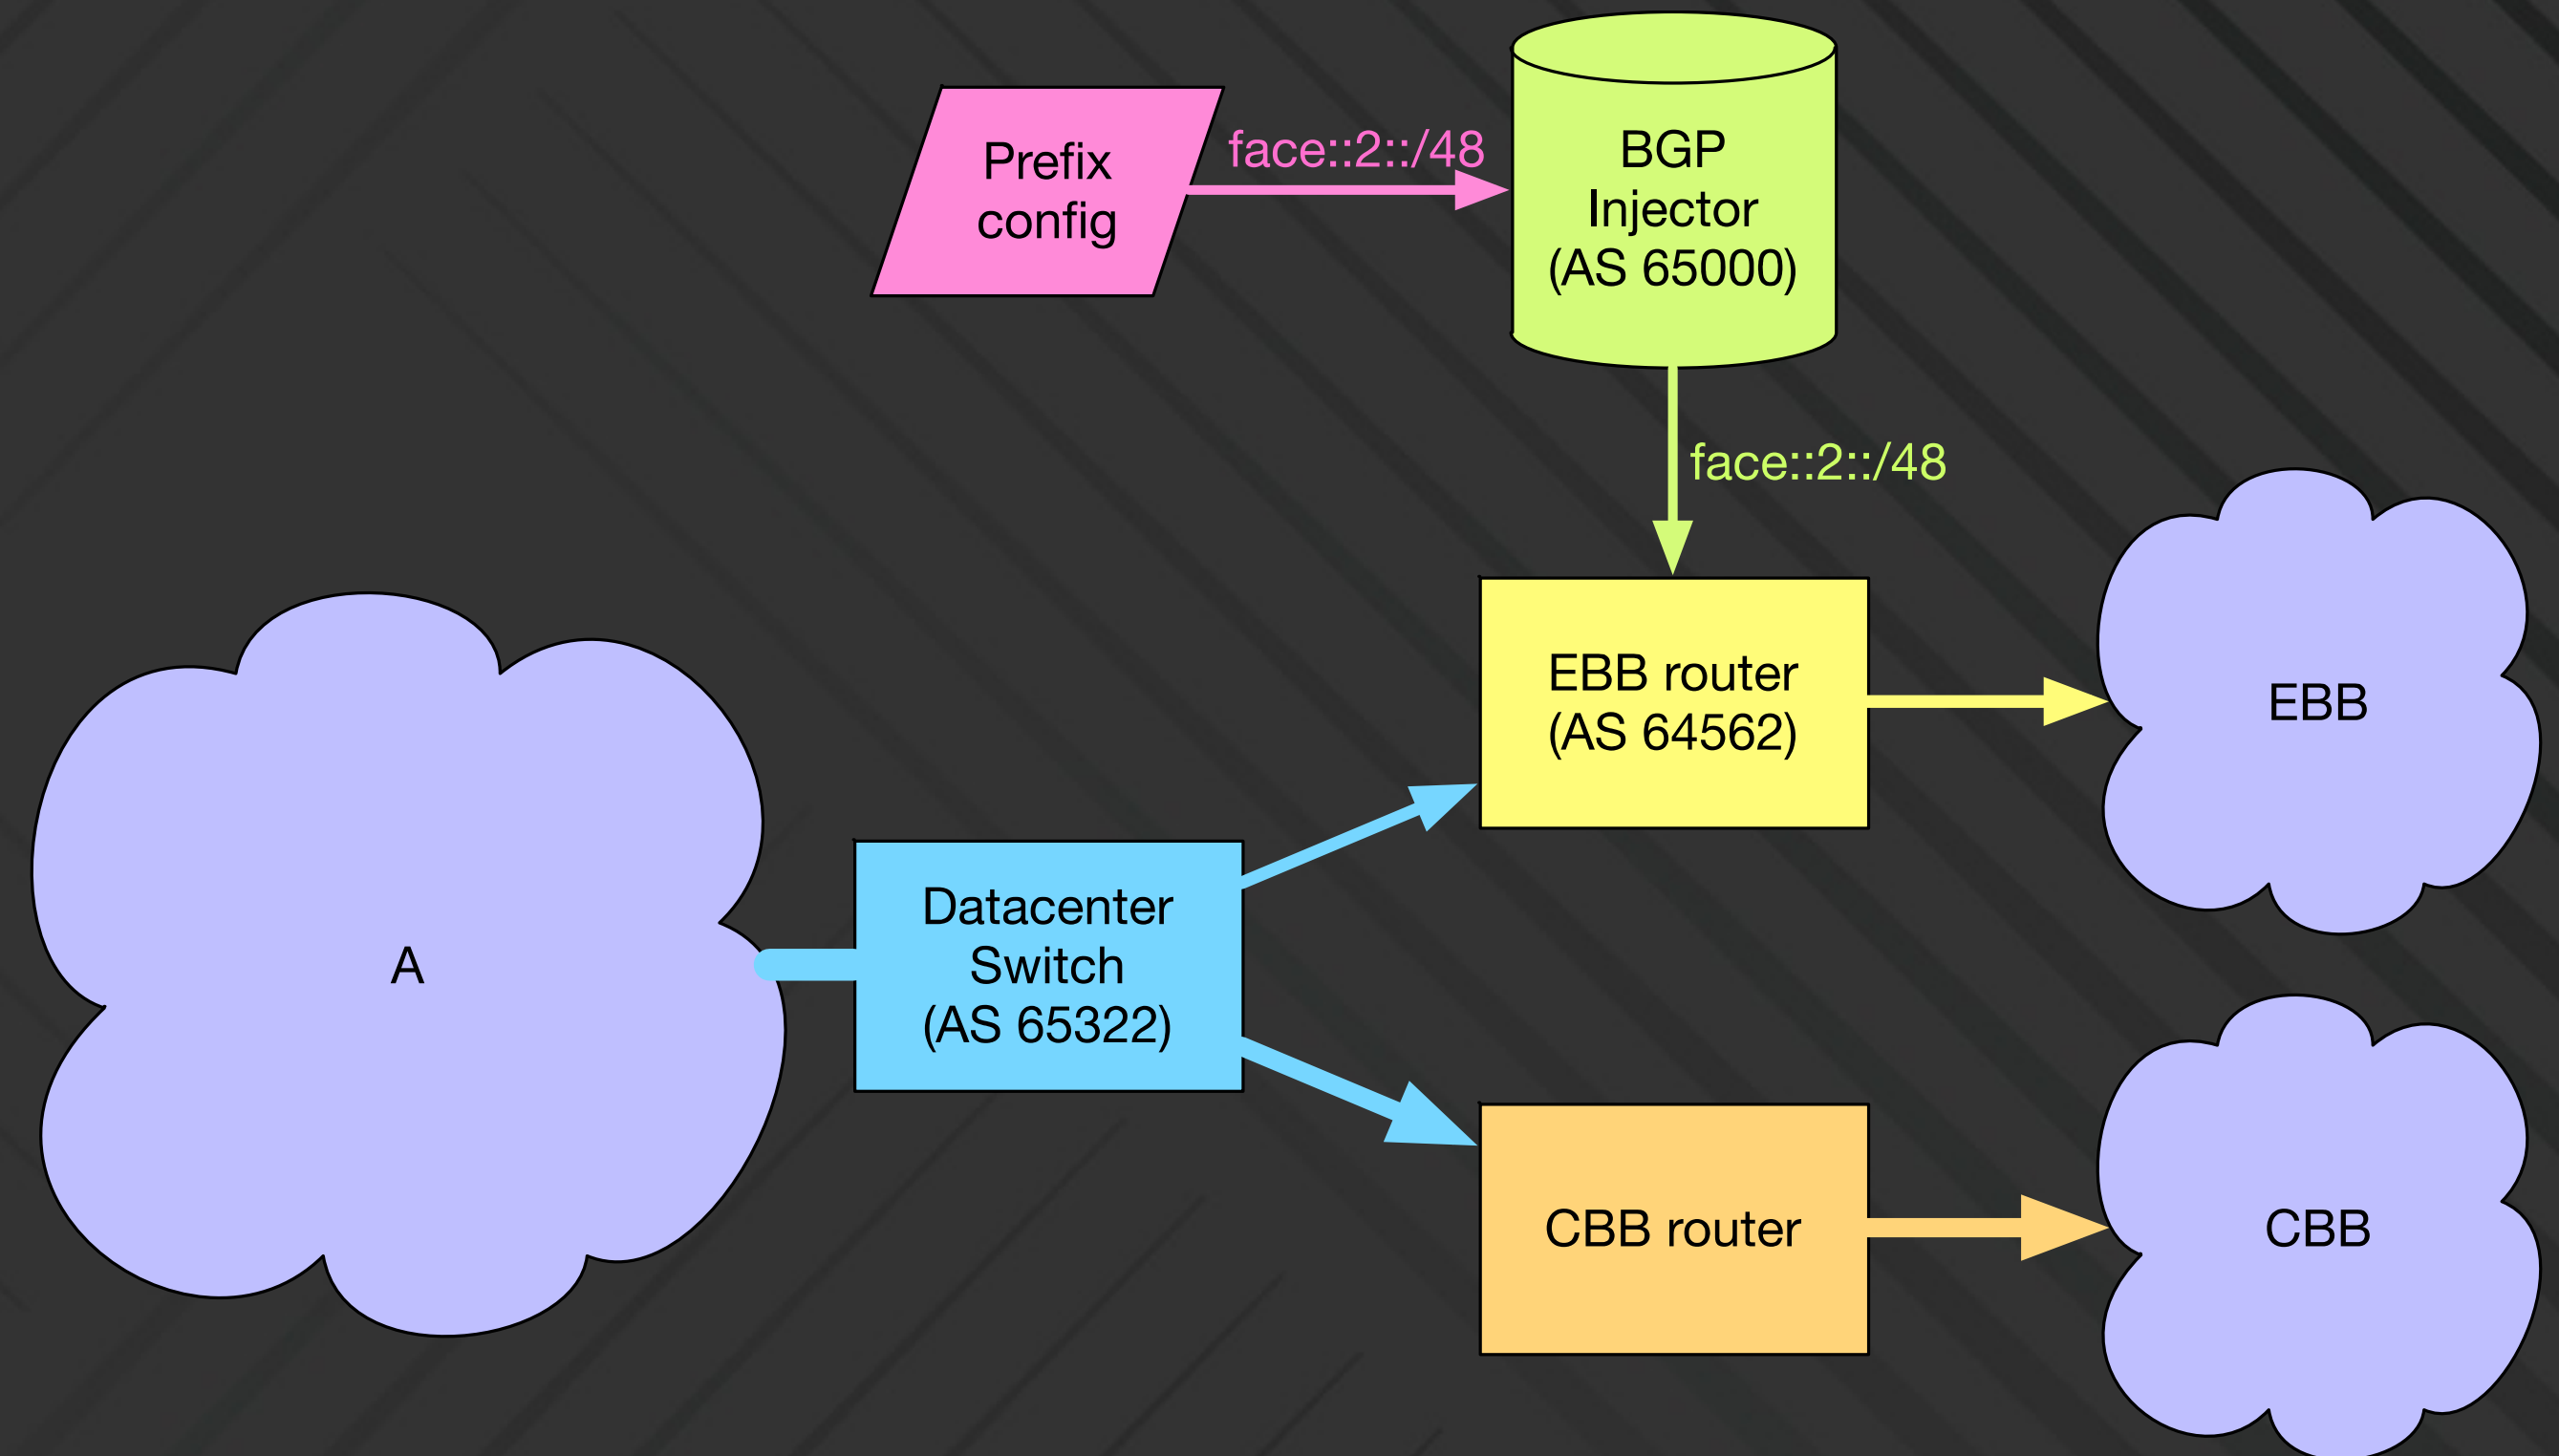 Prefix
config
face::2::/48
BGP
Injector
(AS 65000)
face::2::/48
EBB router
(AS 64562)
EBB
A
Datacenter
Switch
(AS 65322)
CBB router
CBB